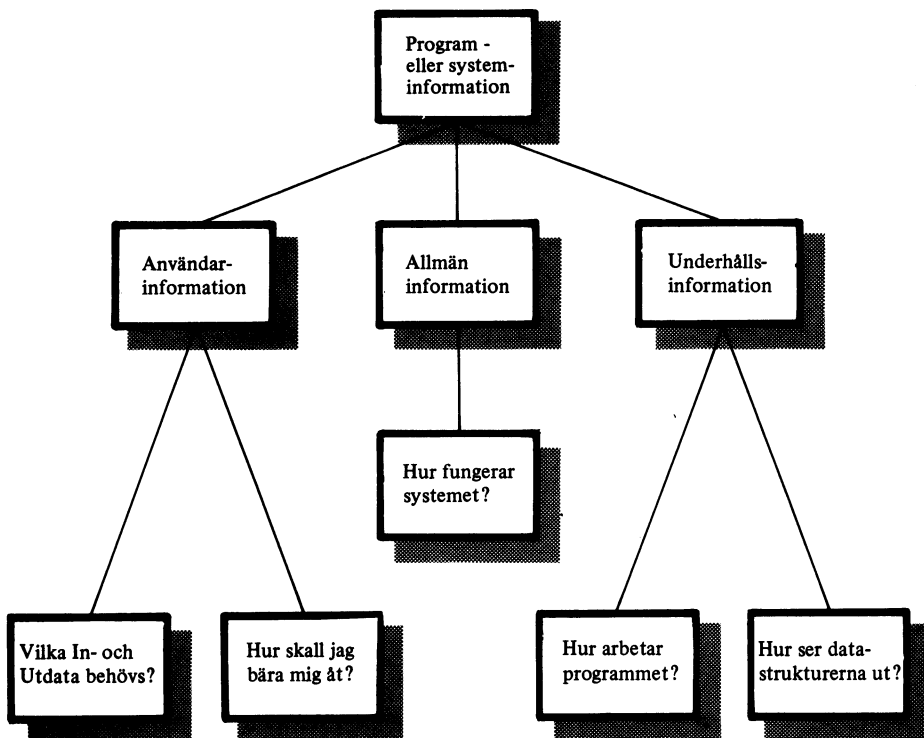 Program -
eller system-
information
Användar-
information
Allmän
information
Underhålls-
information
Hur fungerar
systemet?
Vilka In- och
Utdata behövs?
Hur skall jag
bära mig åt?
Hur arbetar
programmet?
Hur ser data-
strukturerna ut?